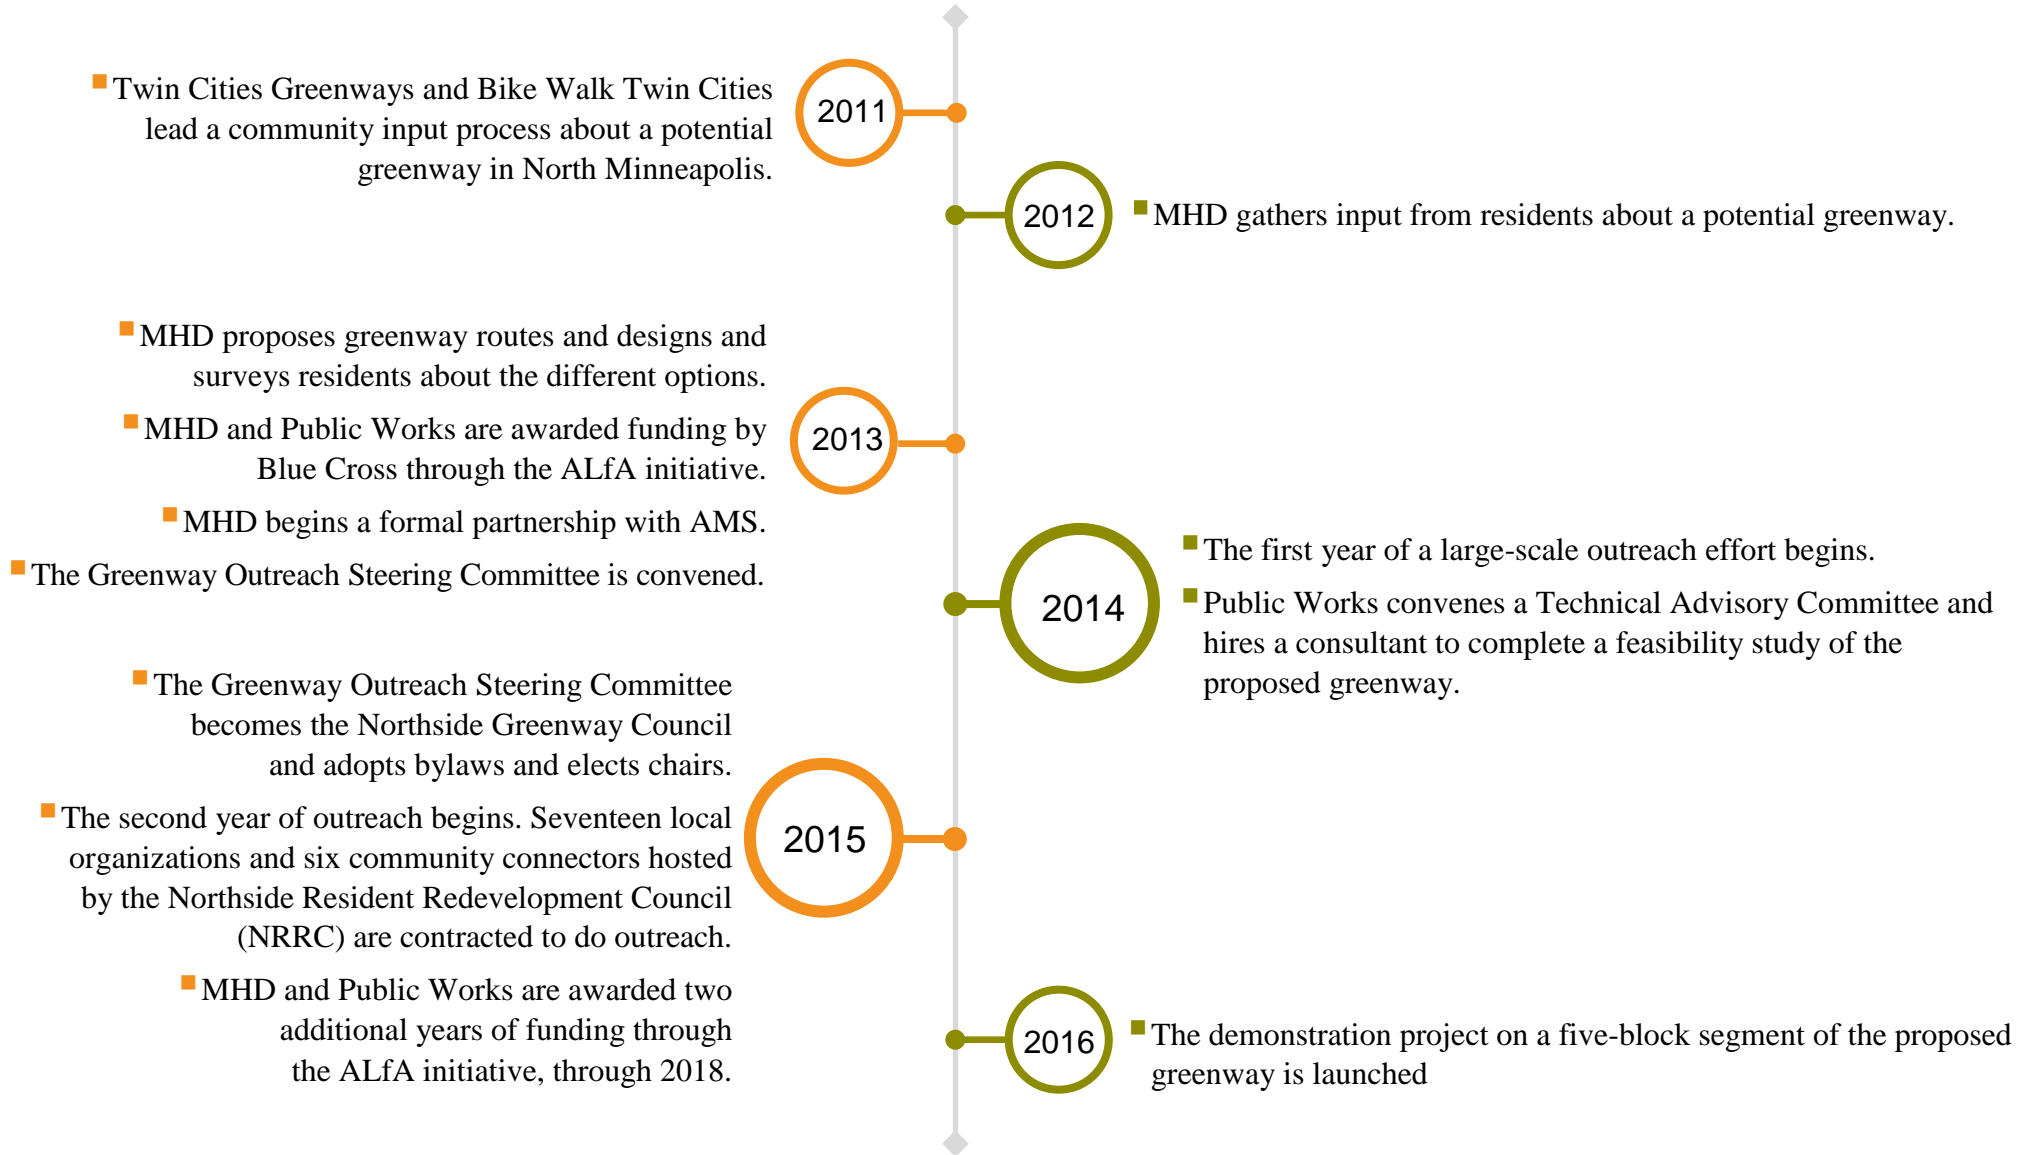 2011
▪ Twin Cities Greenways and Bike Walk Twin Cities
lead a community input process about a potential
greenway in North Minneapolis.
2012
▪ MHD gathers input from residents about a potential greenway.
2013
▪ MHD proposes greenway routes and designs and
surveys residents about the different options.
▪ MHD and Public Works are awarded funding by
Blue Cross through the ALfA initiative.
▪ MHD begins a formal partnership with AMS.
▪ The Greenway Outreach Steering Committee is convened.
2014
▪ The first year of a large-scale outreach effort begins.
▪ Public Works convenes a Technical Advisory Committee and
hires a consultant to complete a feasibility study of the
proposed greenway.
2015
▪ The Greenway Outreach Steering Committee
becomes the Northside Greenway Council
and adopts bylaws and elects chairs.
▪ The second year of outreach begins. Seventeen local
organizations and six community connectors hosted
by the Northside Resident Redevelopment Council
(NRRC) are contracted to do outreach.
▪ MHD and Public Works are awarded two
additional years of funding through
the ALfA initiative, through 2018.
2016
▪ The demonstration project on a five-block segment of the proposed
greenway is launched